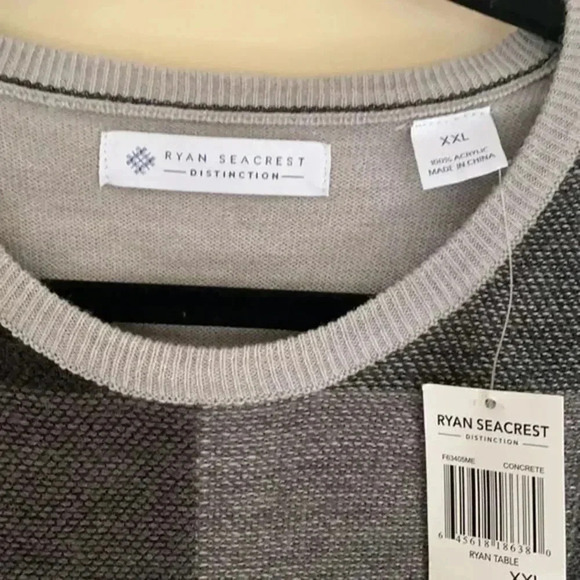 RYAN SEACREST
DISTINCTION
XXL
100% ACRYLIC
MADE IN CHINA
RYAN SEACREST
DISTINCTION
F63405ME CONCRETE
6 45618 18638 0
RYAN TABLE
XXL